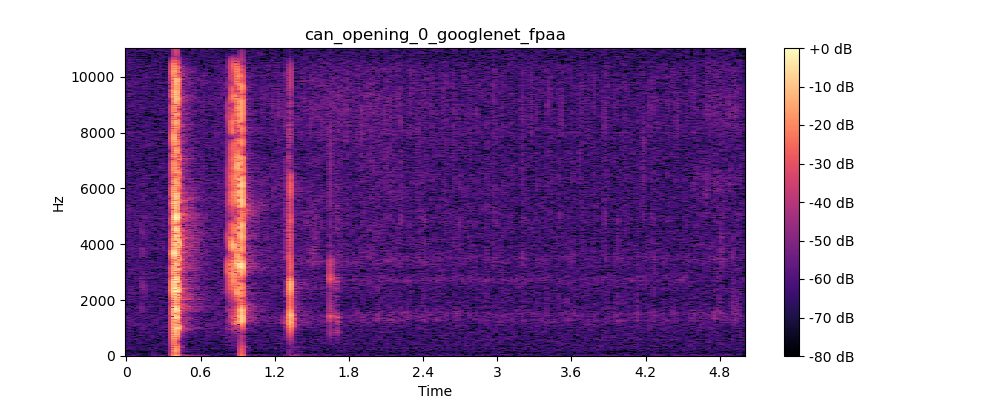 can_opening_0_googlenet_fpaa
Hz
10000
8000
6000
4000
2000
0
0 0.6 1.2 1.8 2.4 3 3.6 4.2 4.8
Time
+0 dB
-10 dB
-20 dB
-30 dB
-40 dB
-50 dB
-60 dB
-70 dB
-80 dB